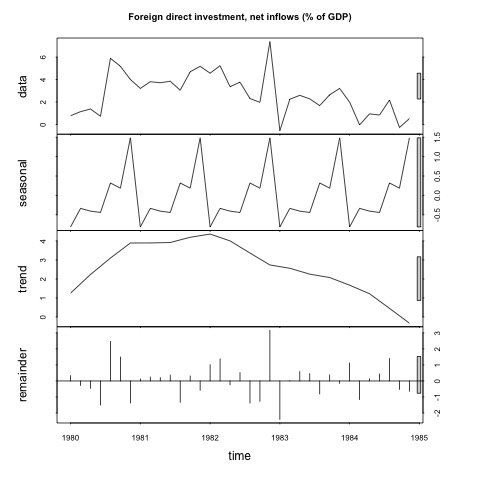 Foreign direct investment, net inflows (% of GDP)
data
0 2 4 6
seasonal
-0.5 0.0 0.5 1.0 1.5
trend
0 1 2 3 4
remainder
-2 -1 0 1 2 3
1980 1981 1982 1983 1984 1985
time